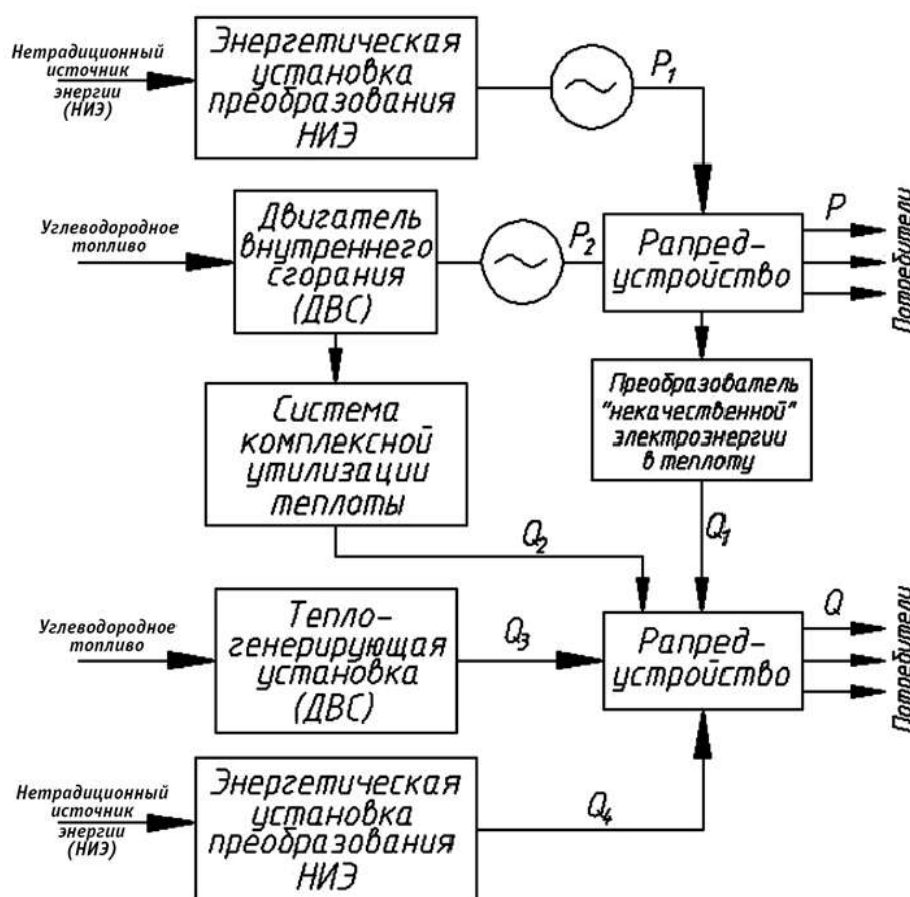 Нетрадиционный
источник
энергии
(НИЭ)
Энергетическая
установка
преобразования
НИЭ
P₁
Углеводородное
топливо
Двигатель
внутреннего
сгорания
(ДВС)
P₂
Рапред-
устройство
P
Потребители
Система
комплексной
утилизации
теплоты
Преобразователь
"некачественной"
электроэнергии
в теплоту
Q₂
Q₁
Углеводородное
топливо
Тепло-
генерирующая
установка
(ДВС)
Q₃
Рапред-
устройство
Q
Потребители
Нетрадиционный
источник
энергии
(НИЭ)
Энергетическая
установка
преобразования
НИЭ
Q₄